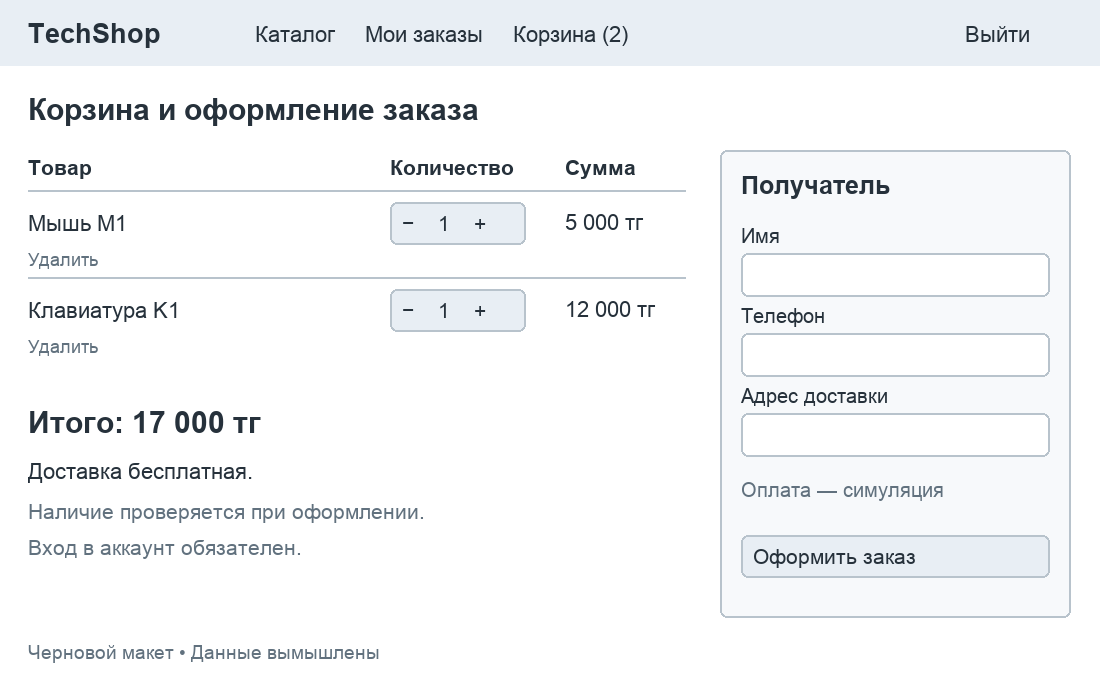 TechShop Каталог Мои заказы Корзина (2) Выйти
Корзина и оформление заказа
Товар Количество Сумма
Мышь M1 − 1 + 5 000 тг
Удалить
Клавиатура K1 − 1 + 12 000 тг
Удалить
Итого: 17 000 тг
Доставка бесплатная.
Наличие проверяется при оформлении.
Вход в аккаунт обязателен.
Получатель
Имя
Телефон
Адрес доставки
Оплата — симуляция
Оформить заказ
Черновой макет • Данные вымышлены